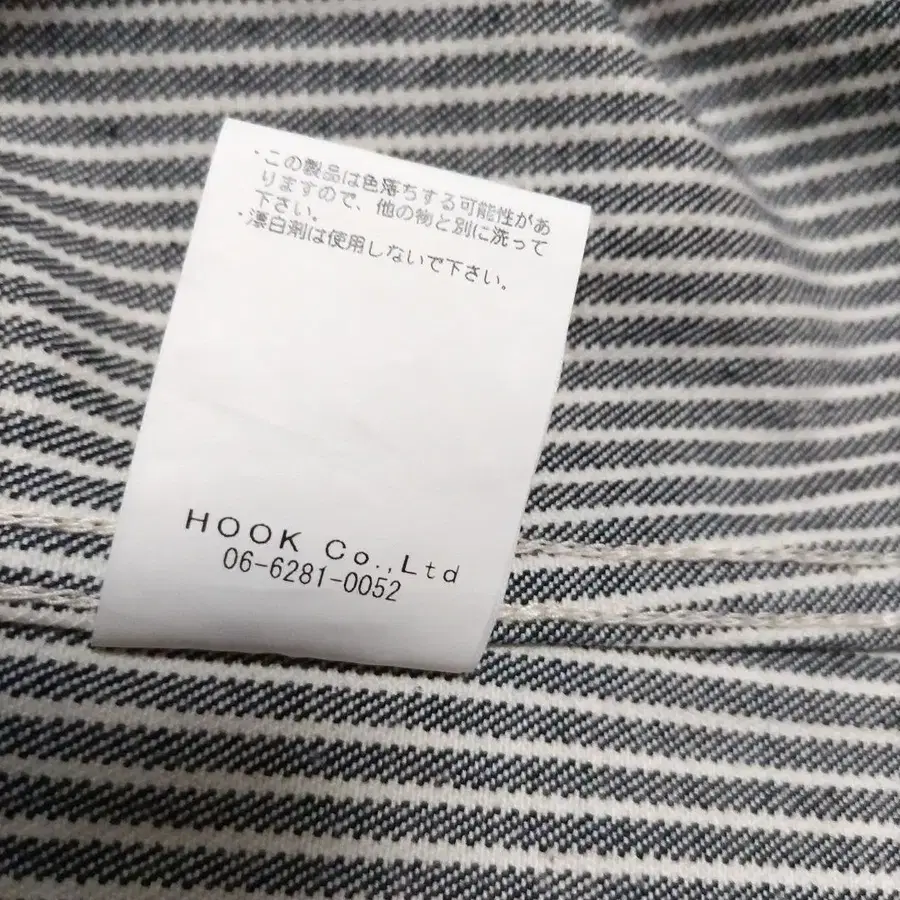 ・この製品は色落ちする可能性があ
りますので、他の物と別に洗って
下さい。
・漂白剤は使用しないで下さい。
HOOK Co.,Ltd
06-6281-0052